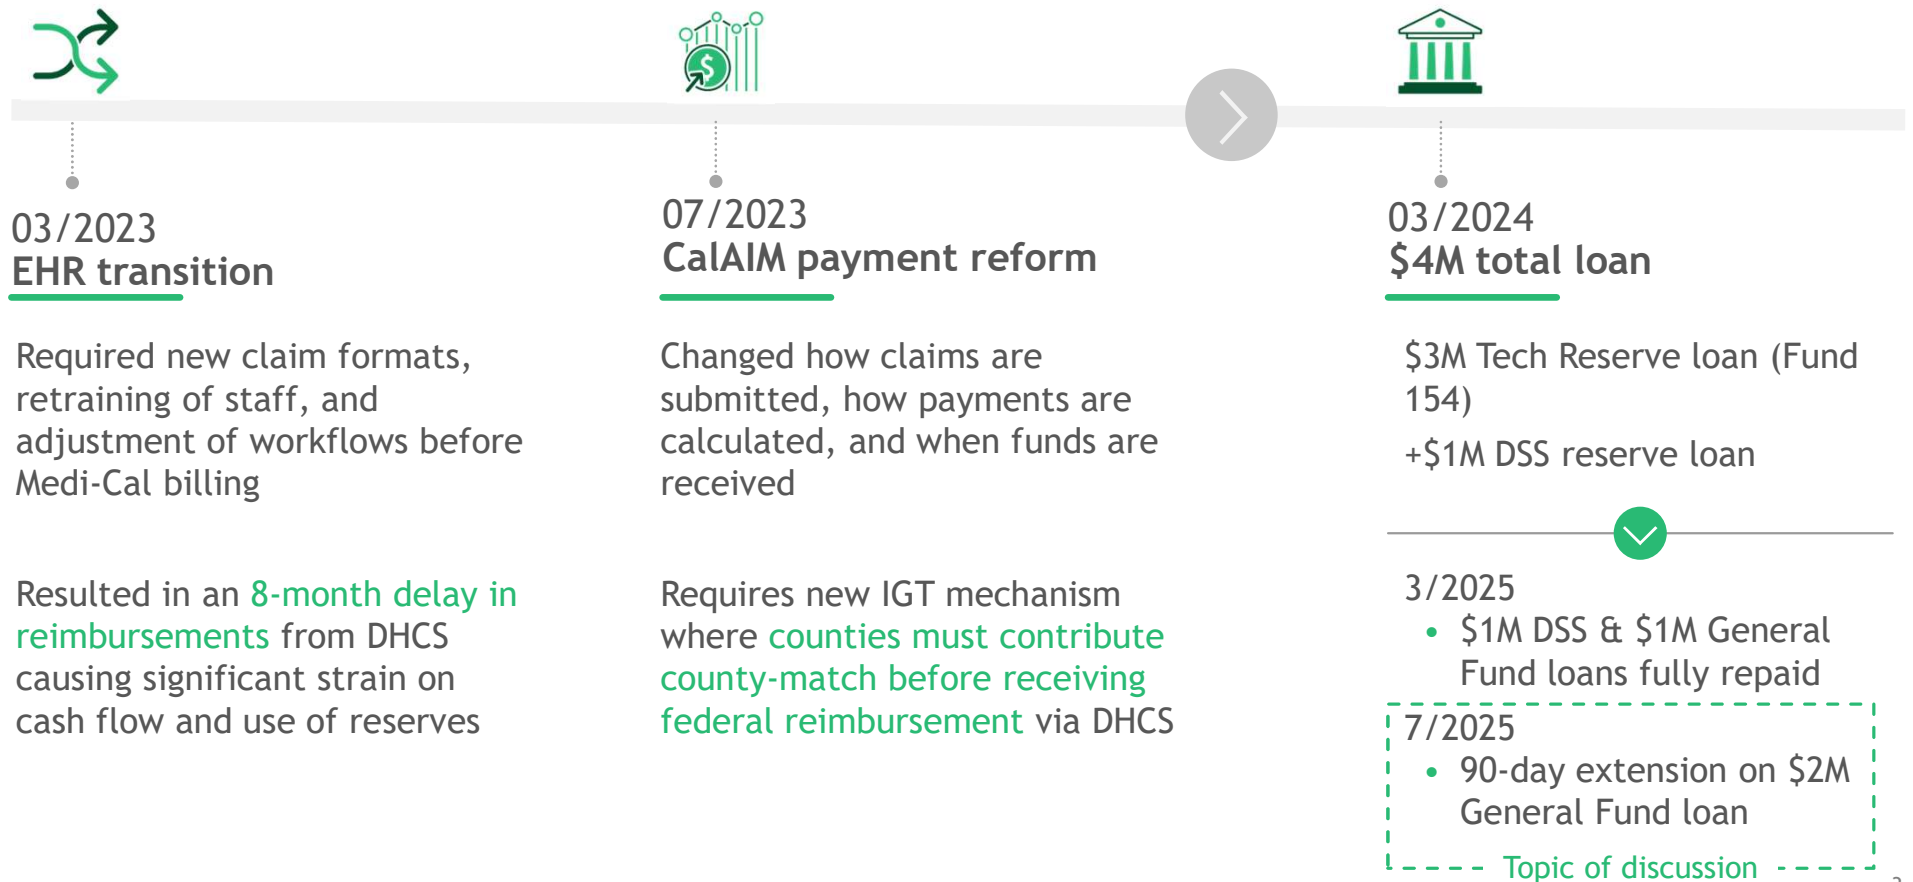 03/2023
EHR transition
Required new claim formats,
retraining of staff, and
adjustment of workflows before
Medi-Cal billing
Resulted in an 8-month delay in
reimbursements from DHCS
causing significant strain on
cash flow and use of reserves
$
07/2023
CalAIM payment reform
Changed how claims are
submitted, how payments are
calculated, and when funds are
received
Requires new IGT mechanism
where counties must contribute
county-match before receiving
federal reimbursement via DHCS
03/2024
$4M total loan
$3M Tech Reserve loan (Fund
154)
+$1M DSS reserve loan
3/2025
• $1M DSS & $1M General
Fund loans fully repaid
7/2025
• 90-day extension on $2M
General Fund loan
Topic of discussion